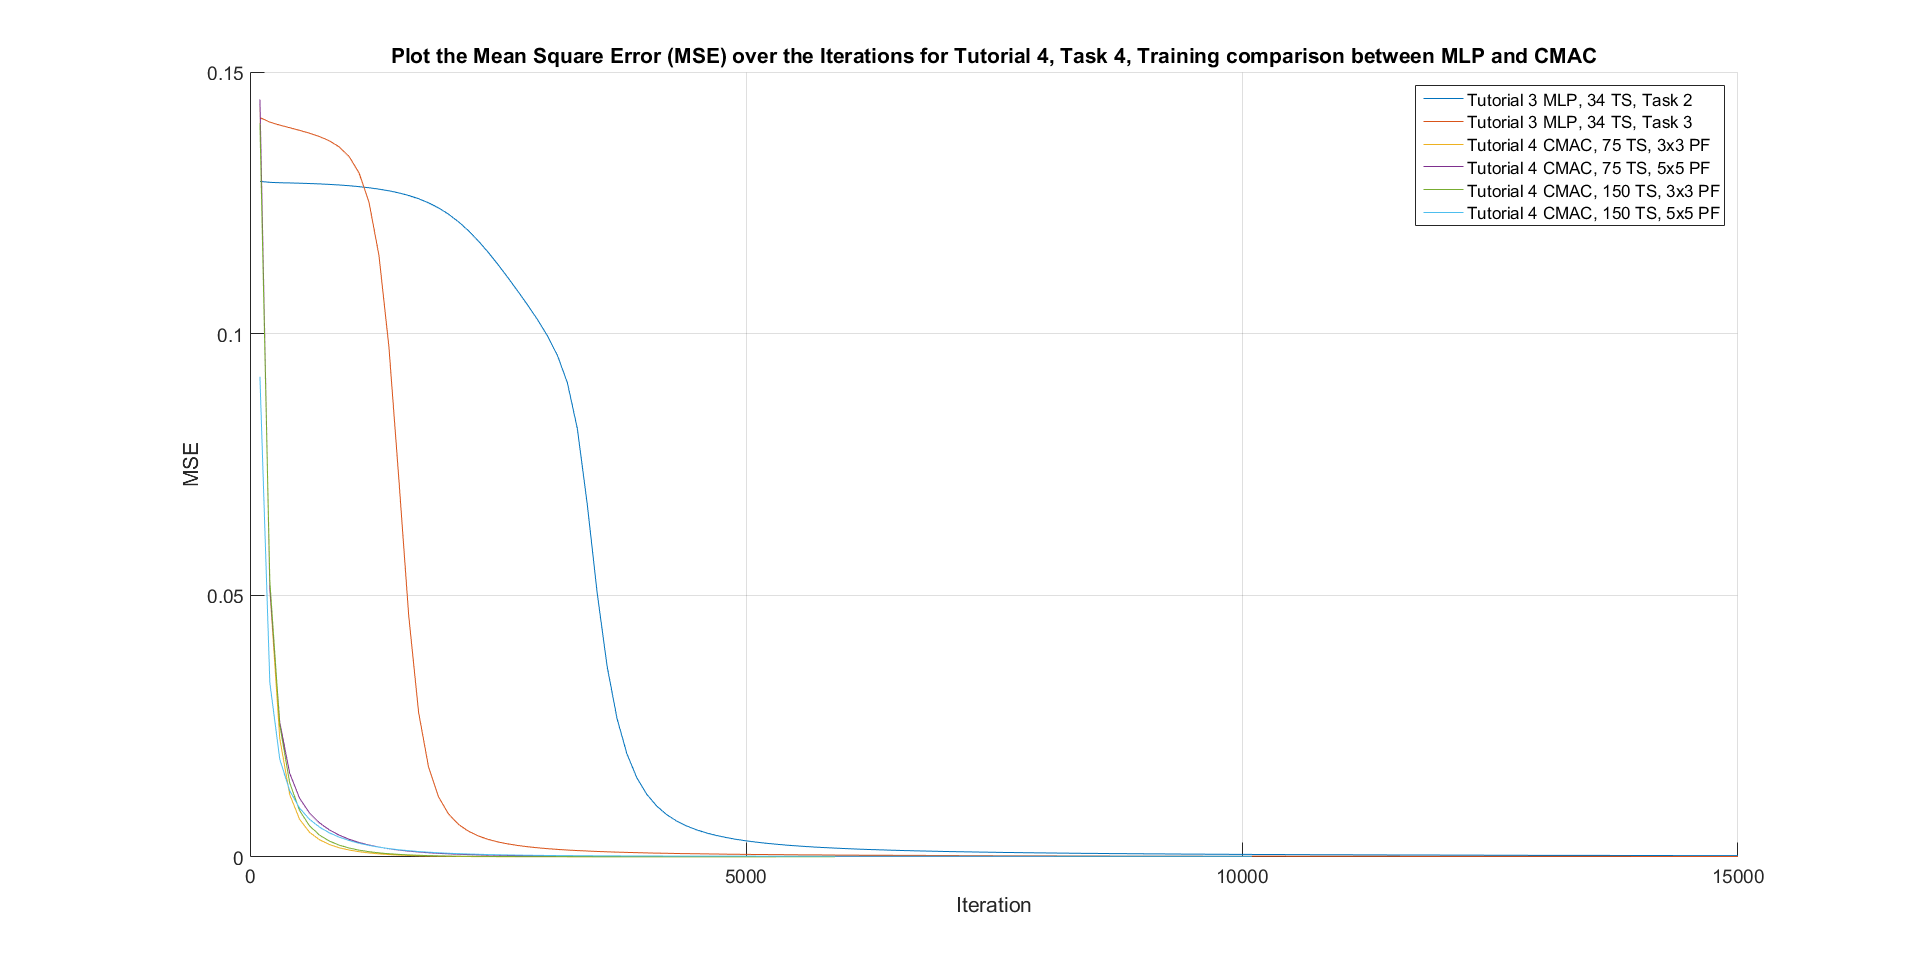 Plot the Mean Square Error (MSE) over the Iterations for Tutorial 4, Task 4, Training comparison between MLP and CMAC
0.15
Tutorial 3 MLP, 34 TS, Task 2
Tutorial 3 MLP, 34 TS, Task 3
Tutorial 4 CMAC, 75 TS, 3x3 PF
Tutorial 4 CMAC, 75 TS, 5x5 PF
Tutorial 4 CMAC, 150 TS, 3x3 PF
Tutorial 4 CMAC, 150 TS, 5x5 PF
0.1
MSE
0.05
0
0
5000
10000
15000
Iteration